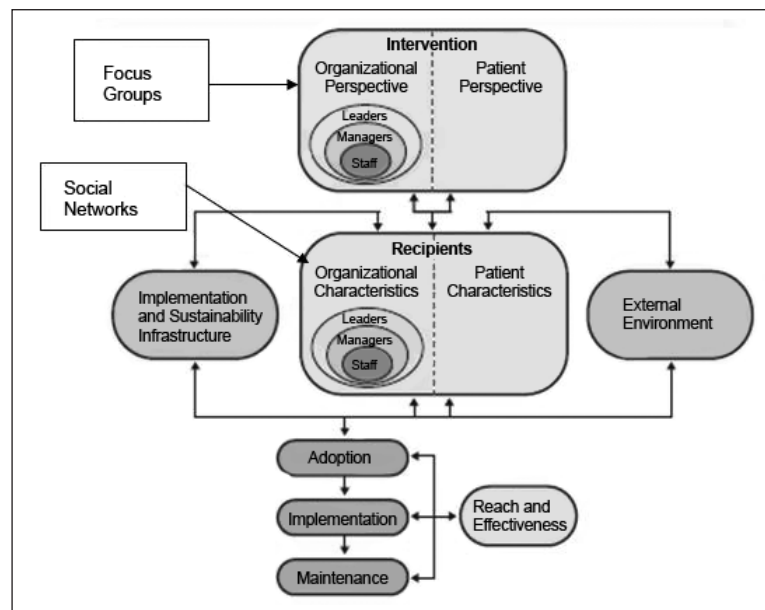 Focus
Groups
Intervention
Organizational
Perspective
Patient
Perspective
Leaders
Managers
Staff
Social
Networks
Recipients
Organizational
Characteristics
Patient
Characteristics
Leaders
Managers
Staff
Implementation
and Sustainability
Infrastructure
External
Environment
Adoption
Implementation
Maintenance
Reach and
Effectiveness